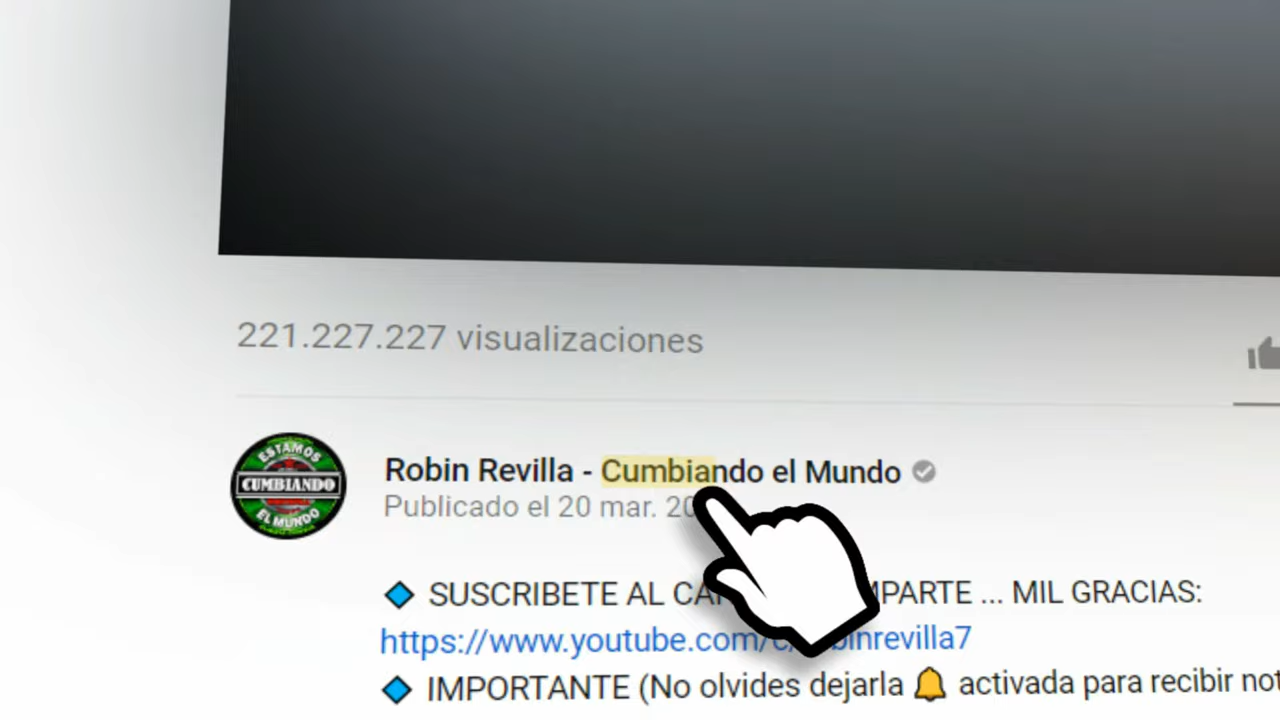 221.227.227 visualizaciones
ESTAMOS
CUMBIANDO
EL MUNDO
Robin Revilla - Cumbiando el Mundo
Publicado el 20 mar. 20
SUSCRIBETE AL MPARTE ... MIL GRACIAS:
https://www.youtube.com/c/ binrevilla7
IMPORTANTE (No olvides dejarla 🔔 activada para recibir not